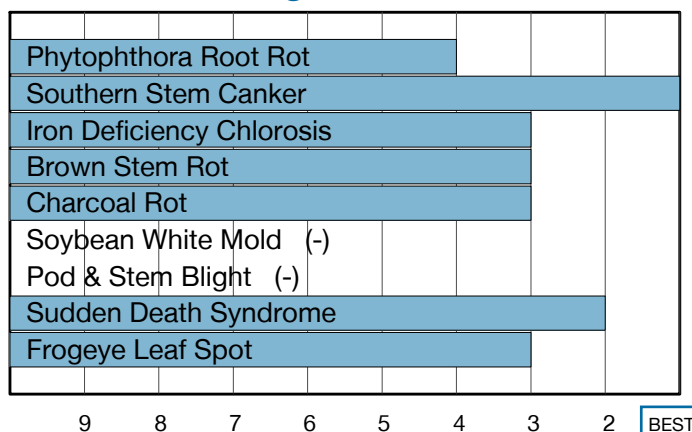 Phytophthora Root Rot
Southern Stem Canker
Iron Deficiency Chlorosis
Brown Stem Rot
Charcoal Rot
Soybean White Mold (-)
Pod & Stem Blight (-)
Sudden Death Syndrome
Frogeye Leaf Spot
9 8 7 6 5 4 3 2 BEST